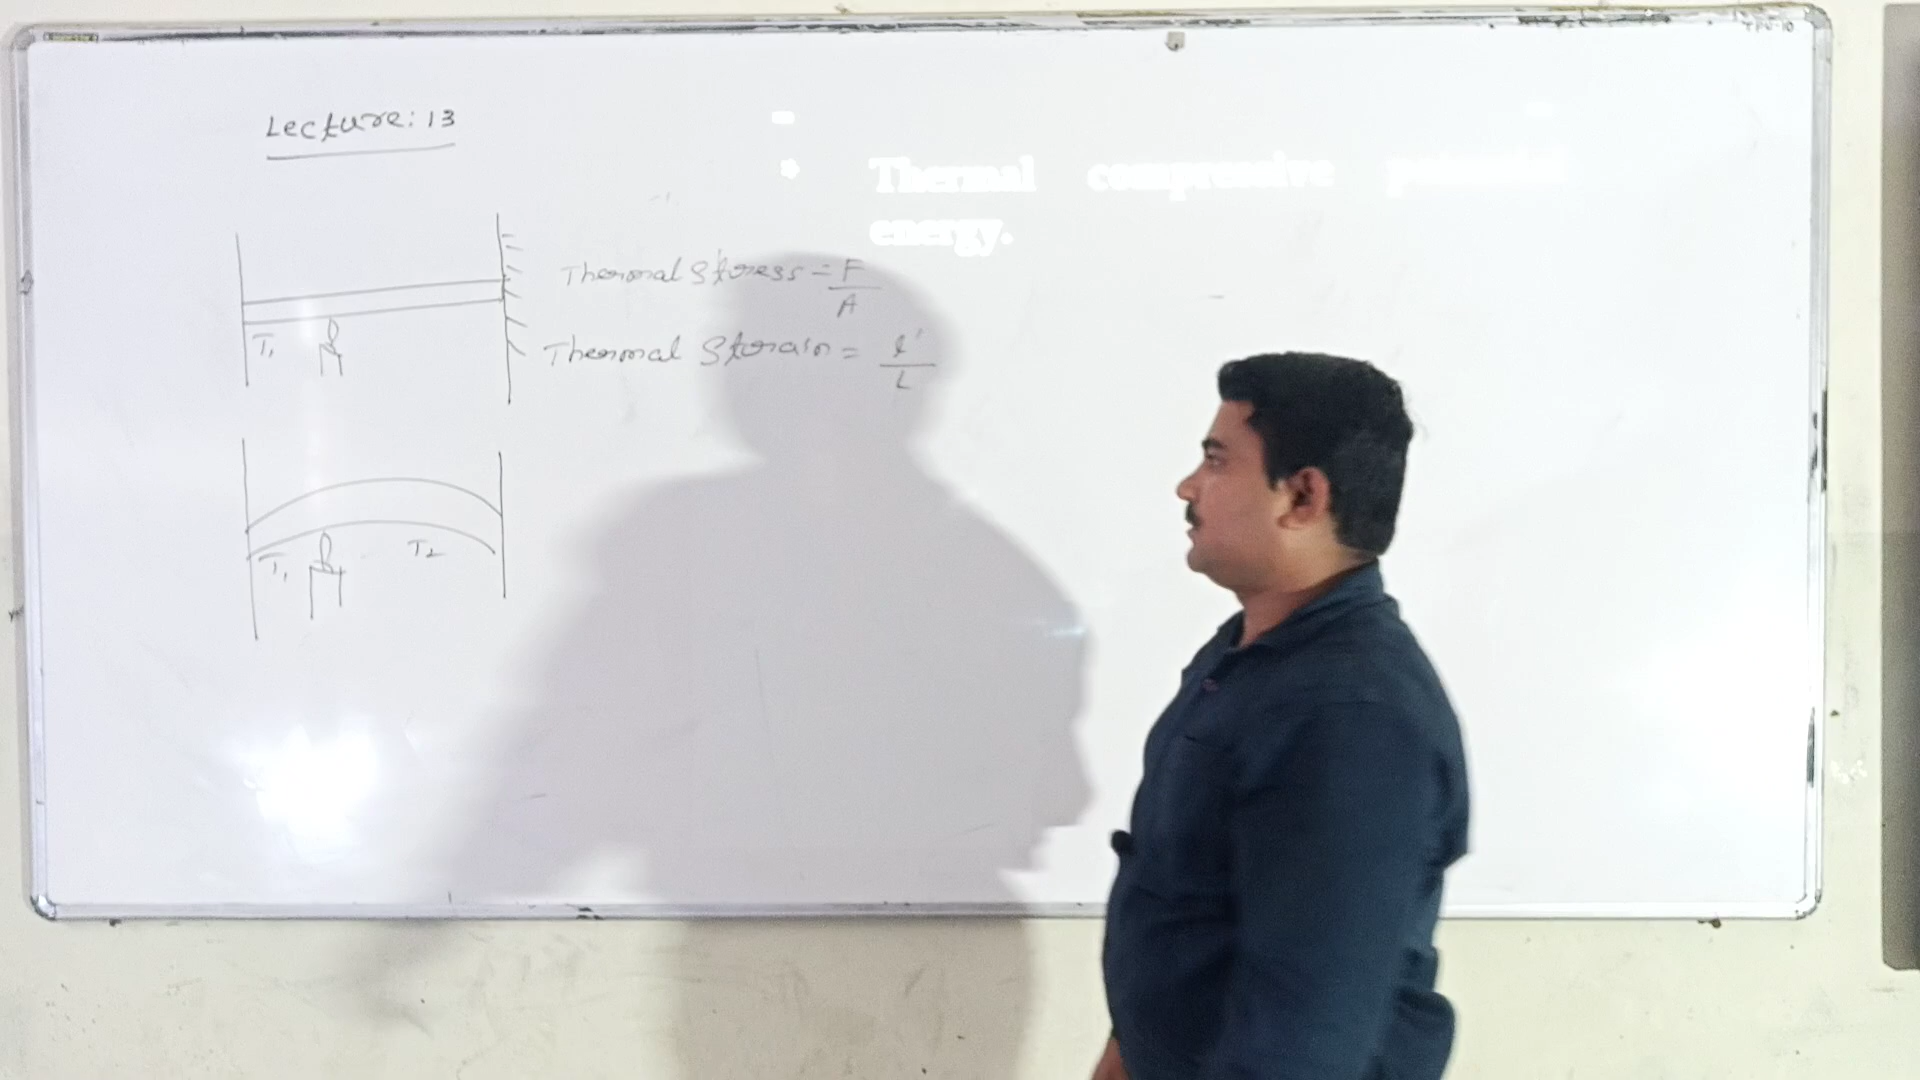 Lecture: 13
Thermal compressive potential
energy.
Thermal Stress = F
A
T1
Thermal Strain = l'
L
T1 T2